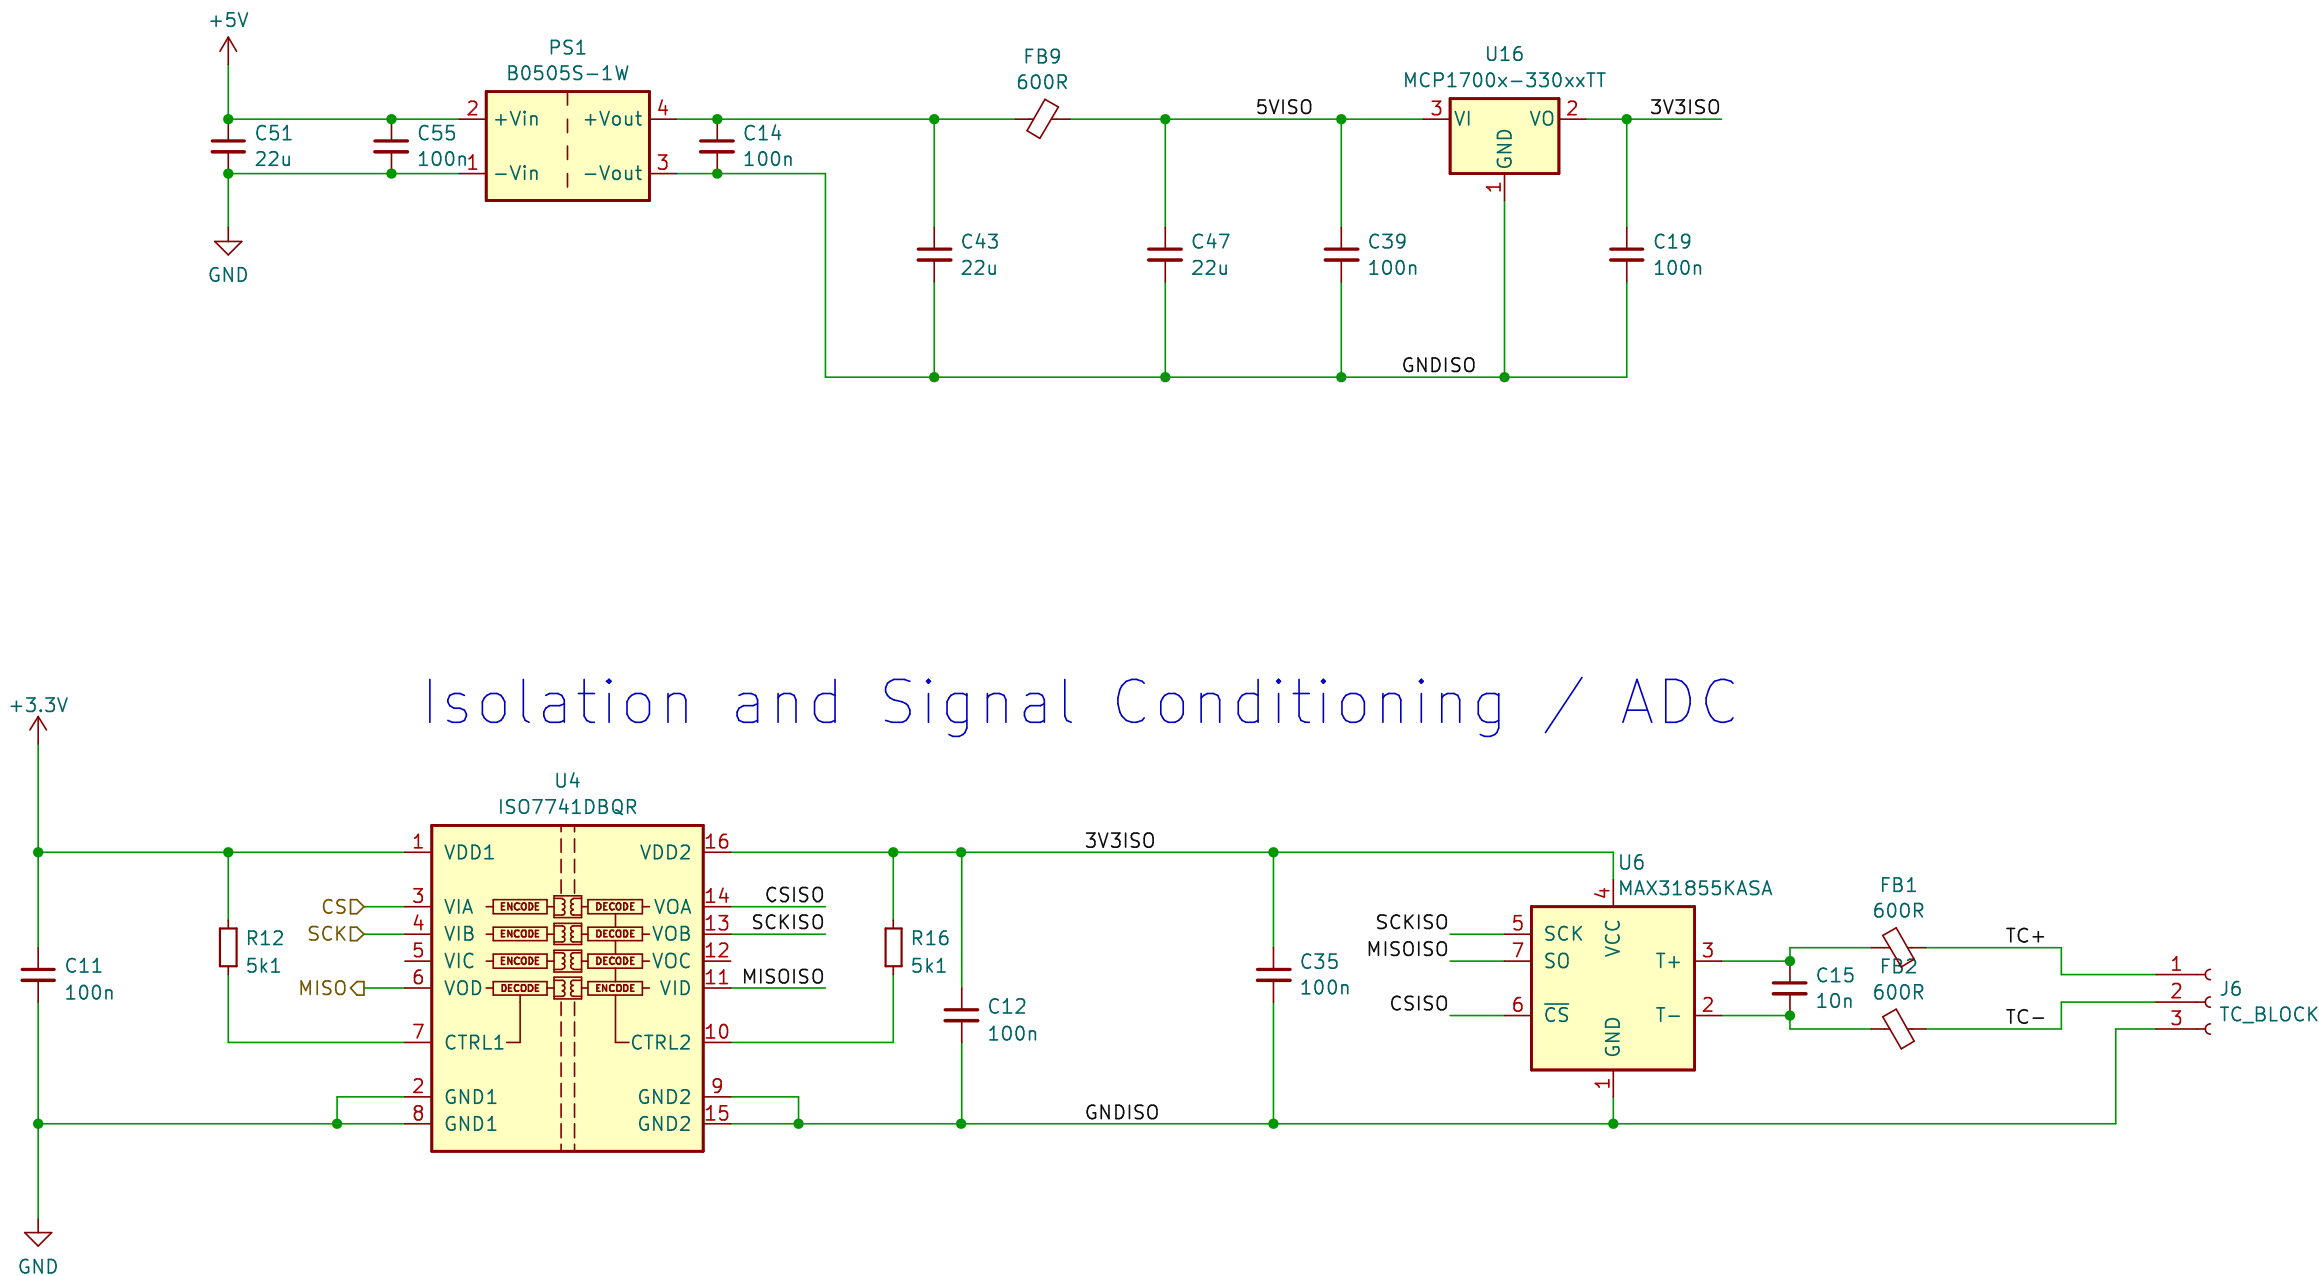 +5V
PS1
B0505S-1W
FB9
600R
U16
MCP1700x-330xxTT
2 +Vin +Vout 4
5VISO
3 VI VO 2
3V3ISO
C51
22u
C55
100n
C14
100n
GND
1 -Vin -Vout 3
1
C43
22u
C47
22u
C39
100n
C19
100n
GND
GNDISO
Isolation and Signal Conditioning / ADC
+3.3V
U4
ISO7741DBQR
1 VDD1 VDD2 16
3V3ISO
U6
MAX31855KASA
4
FB1
600R
CS 3 VIA ENCODE DECODE VOA 14 CSISO
SCK 4 VIB ENCODE DECODE VOB 13 SCKISO
5 VIC ENCODE DECODE VOC 12
MISO 6 VOD DECODE ENCODE VID 11 MISOISO
R12
5k1
R16
5k1
SCKISO 5 SCK VCC
MISOISO 7 SO T+ 3
CSISO 6 CS T- 2
TC+
FB2
600R
C15
10n
TC-
1
2
3
J6
TC_BLOCK
C11
100n
C35
100n
C12
100n
7 CTRL1 CTRL2 10
GND
1
2 GND1 GND2 9
8 GND1 GND2 15
GNDISO
GND